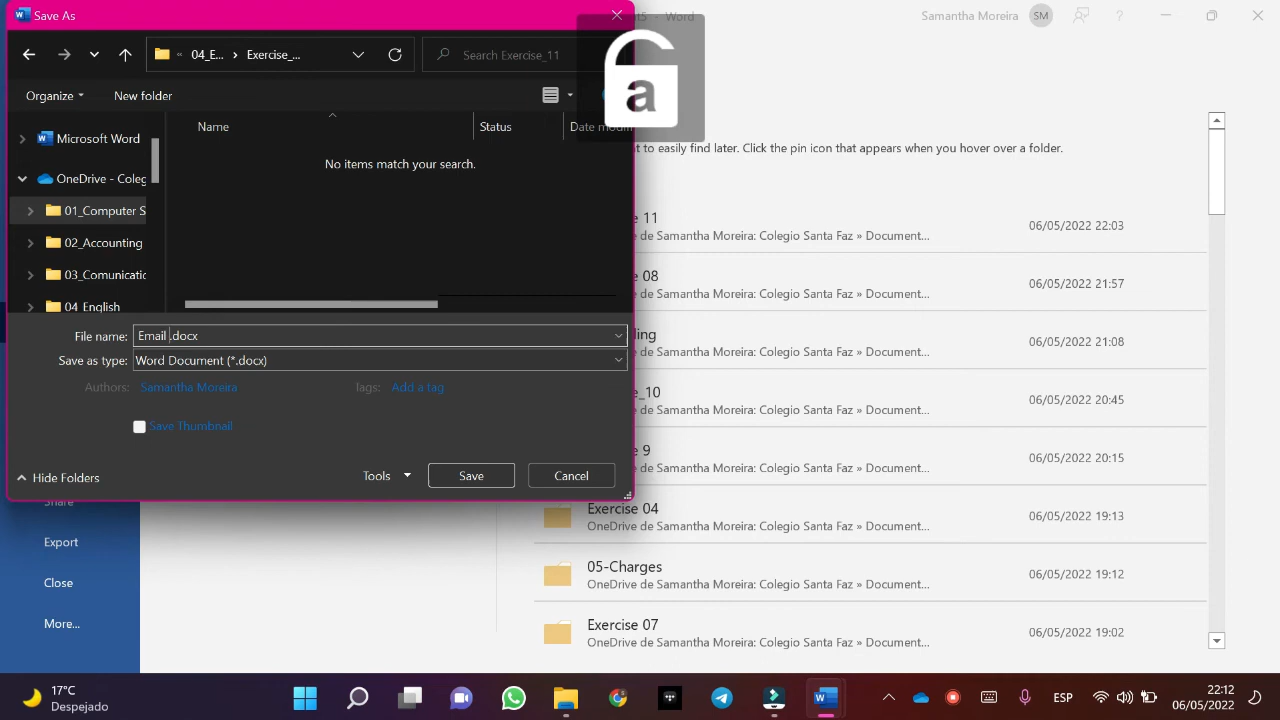 Save As
5 - Word
Samantha Moreira
SM
?
« 04_E... > Exercise_...
Search Exercise_11
Organize
New folder
a
Name
Status
Date modifi
No items match your search.
Microsoft Word
OneDrive - Coleg
01_Computer S
02_Accounting
03_Comunicatic
04 English
File name:
Email .docx
Save as type:
Word Document (*.docx)
Authors:
Samantha Moreira
Tags:
Add a tag
Save Thumbnail
Hide Folders
Tools
Save
Cancel
t to easily find later. Click the pin icon that appears when you hover over a folder.
e 11
e de Samantha Moreira: Colegio Santa Faz » Document...
06/05/2022 22:03
e 08
e de Samantha Moreira: Colegio Santa Faz » Document...
06/05/2022 21:57
ling
e de Samantha Moreira: Colegio Santa Faz » Document...
06/05/2022 21:08
e_10
e de Samantha Moreira: Colegio Santa Faz » Document...
06/05/2022 20:45
e 9
e de Samantha Moreira: Colegio Santa Faz » Document...
06/05/2022 20:15
Exercise 04
OneDrive de Samantha Moreira: Colegio Santa Faz » Document...
06/05/2022 19:13
05-Charges
OneDrive de Samantha Moreira: Colegio Santa Faz » Document...
06/05/2022 19:12
Exercise 07
OneDrive de Samantha Moreira: Colegio Santa Faz » Document...
06/05/2022 19:02
Share
Export
Close
More...
17°C
Despejado
ESP
22:12
06/05/2022